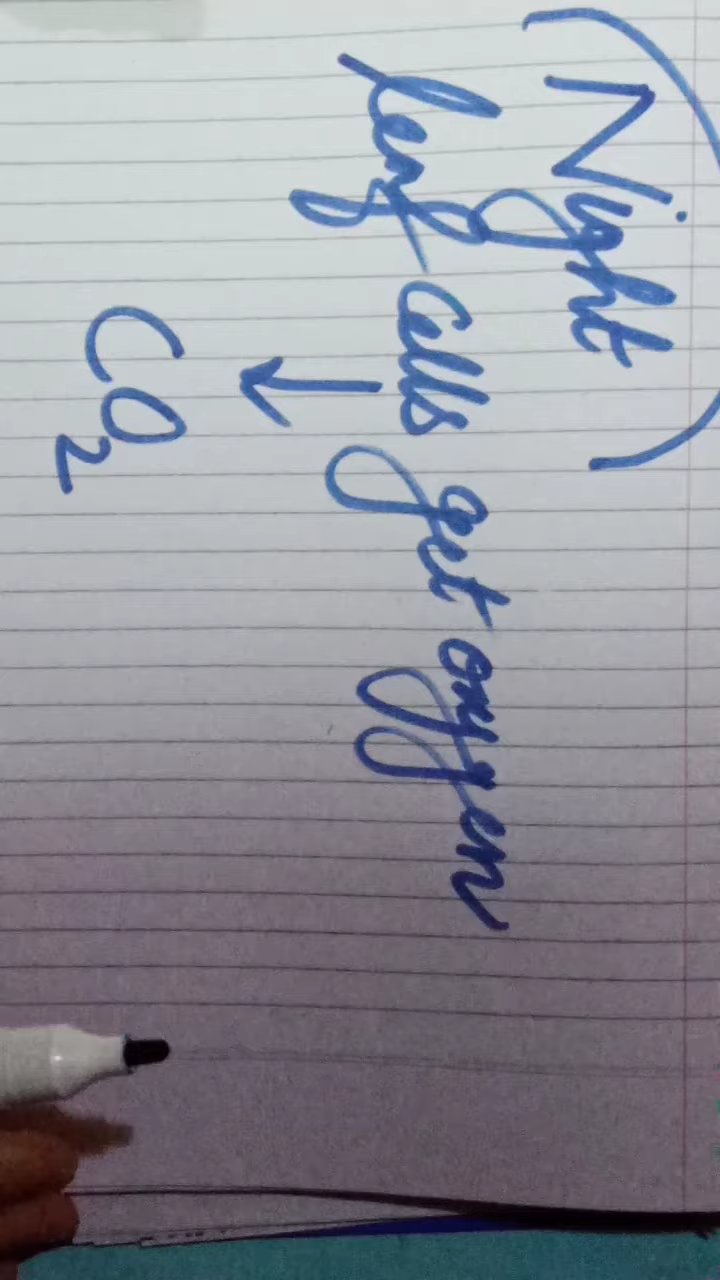 (Night)
leaf cells get oxygen
↓
CO₂